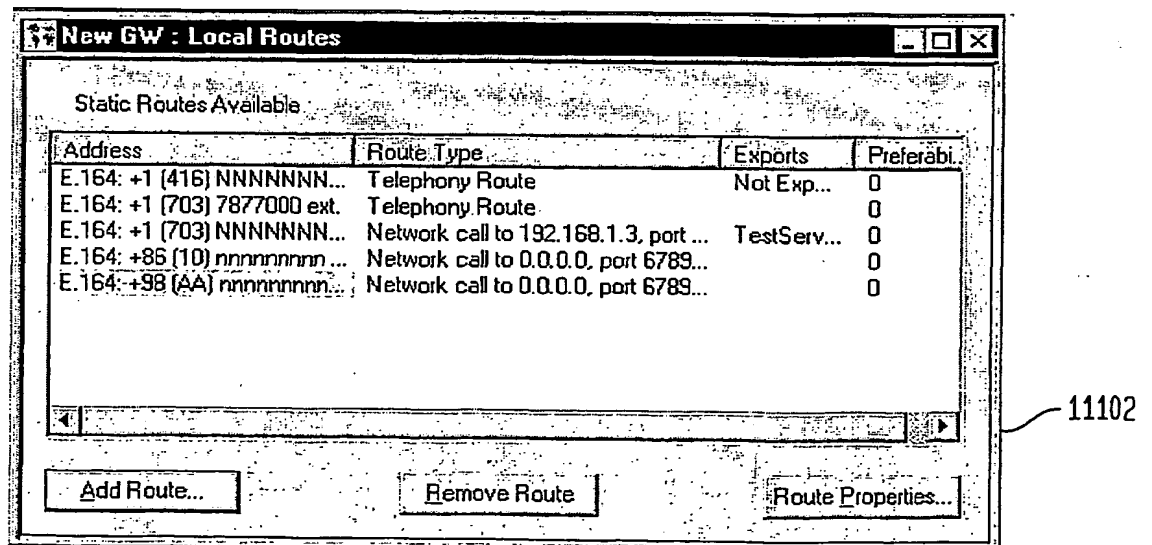 New GW : Local Routes
Static Routes Available
Address Route Type Exports Preferabi..
E.164: +1 (416) NNNNNNN... Telephony Route Not Exp... 0
E.164: +1 (703) 7877000 ext. Telephony Route 0
E.164: +1 (703) NNNNNNN... Network call to 192.168.1.3, port ... TestServ... 0
E.164: +86 (10) nnnnnnnnn ... Network call to 0.0.0.0, port 6789... 0
E.164: +98 (AA) nnnnnnnnn... Network call to 0.0.0.0, port 6789... 0
11102
Add Route... Remove Route Route Properties...